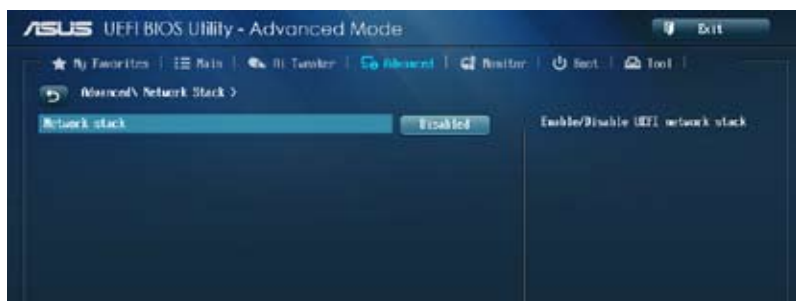 ASUS UEFI BIOS Utility - Advanced Mode
Exit
My Favorites
Main
Ai Tweaker
Advanced
Monitor
Boot
Tool
Advanced\ Network Stack >
Network stack
Disabled
Enable/Disable UEFI network stack